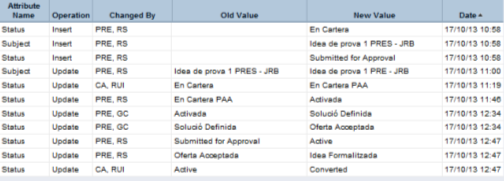 Attribute Name Operation Changed By Old Value New Value Date
Status Insert PRE, RS En Cartera 17/10/13 10:58
Subject Insert PRE, RS Idea de prova 1 PRES - JRB 17/10/13 10:58
Status Insert PRE, RS Submitted for Approval 17/10/13 10:58
Subject Update PRE, RS Idea de prova 1 PRES - JRB Idea de prova 1 PRE - JRB 17/10/13 11:00
Status Update CA, RUI En Cartera En Cartera PAA 17/10/13 11:19
Status Update PRE, RS En Cartera PAA Activada 17/10/13 11:46
Status Update PRE, GC Activada Solució Definida 17/10/13 12:34
Status Update PRE, GC Solució Definida Oferta Acceptada 17/10/13 12:34
Status Update PRE, RS Submitted for Approval Active 17/10/13 12:47
Status Update PRE, RS Oferta Acceptada Idea Formalitzada 17/10/13 12:47
Status Update CA, RUI Active Converted 17/10/13 12:47